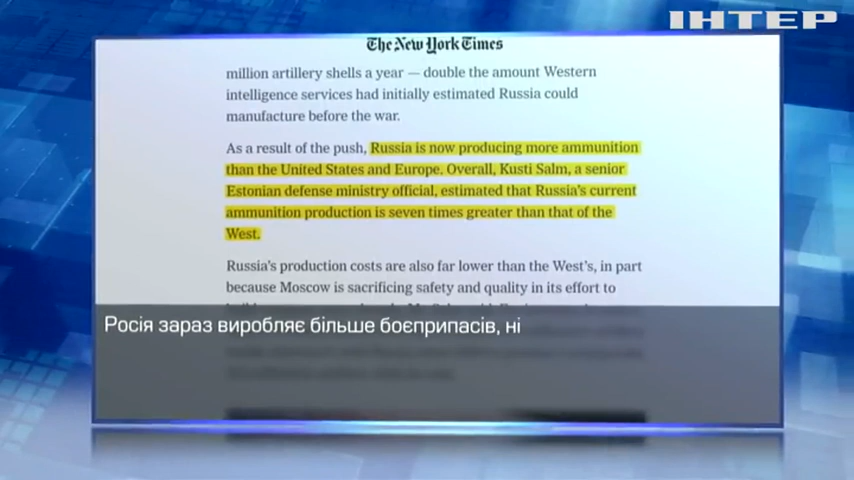 ІНТЕР
The New York Times
million artillery shells a year — double the amount Western
intelligence services had initially estimated Russia could
manufacture before the war.
As a result of the push, Russia is now producing more ammunition
than the United States and Europe. Overall, Kusti Salm, a senior
Estonian defense ministry official, estimated that Russia's current
ammunition production is seven times greater than that of the
West.
Russia's production costs are also far lower than the West's, in part
because Moscow is sacrificing safety and quality in its effort to
Росія зараз виробляє більше боєприпасів, ні